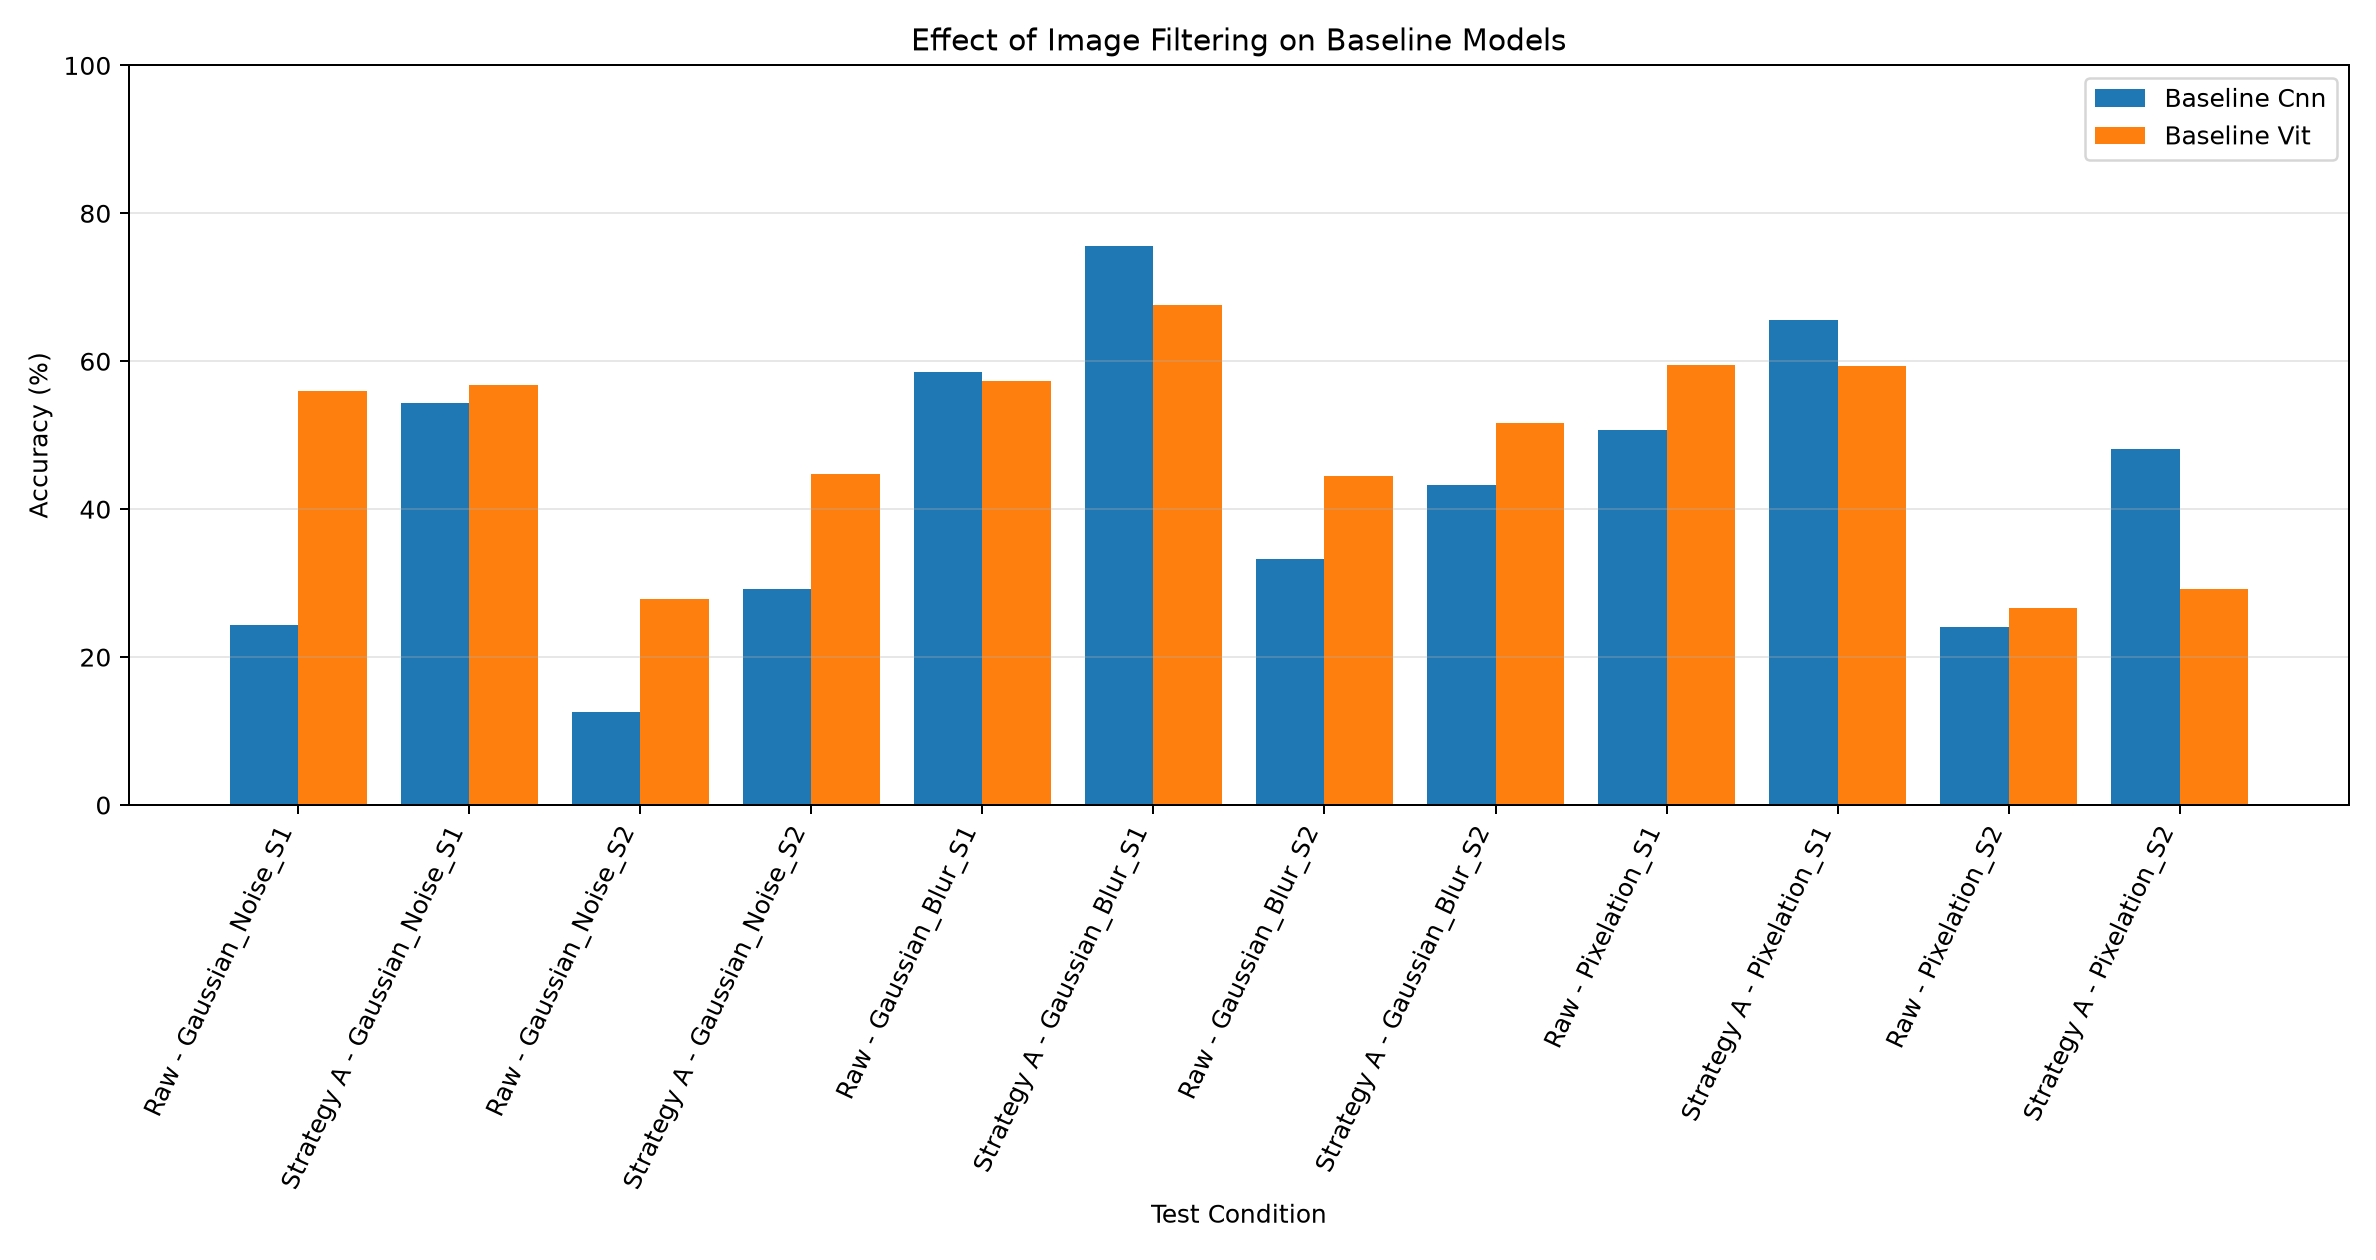 Effect of Image Filtering on Baseline Models
Baseline Cnn
Baseline Vit
Accuracy (%)
100
80
60
40
20
0
Raw - Gaussian_Noise_S1
Strategy A - Gaussian_Noise_S1
Raw - Gaussian_Noise_S2
Strategy A - Gaussian_Noise_S2
Raw - Gaussian_Blur_S1
Strategy A - Gaussian_Blur_S1
Raw - Gaussian_Blur_S2
Strategy A - Gaussian_Blur_S2
Raw - Pixelation_S1
Strategy A - Pixelation_S1
Raw - Pixelation_S2
Strategy A - Pixelation_S2
Test Condition